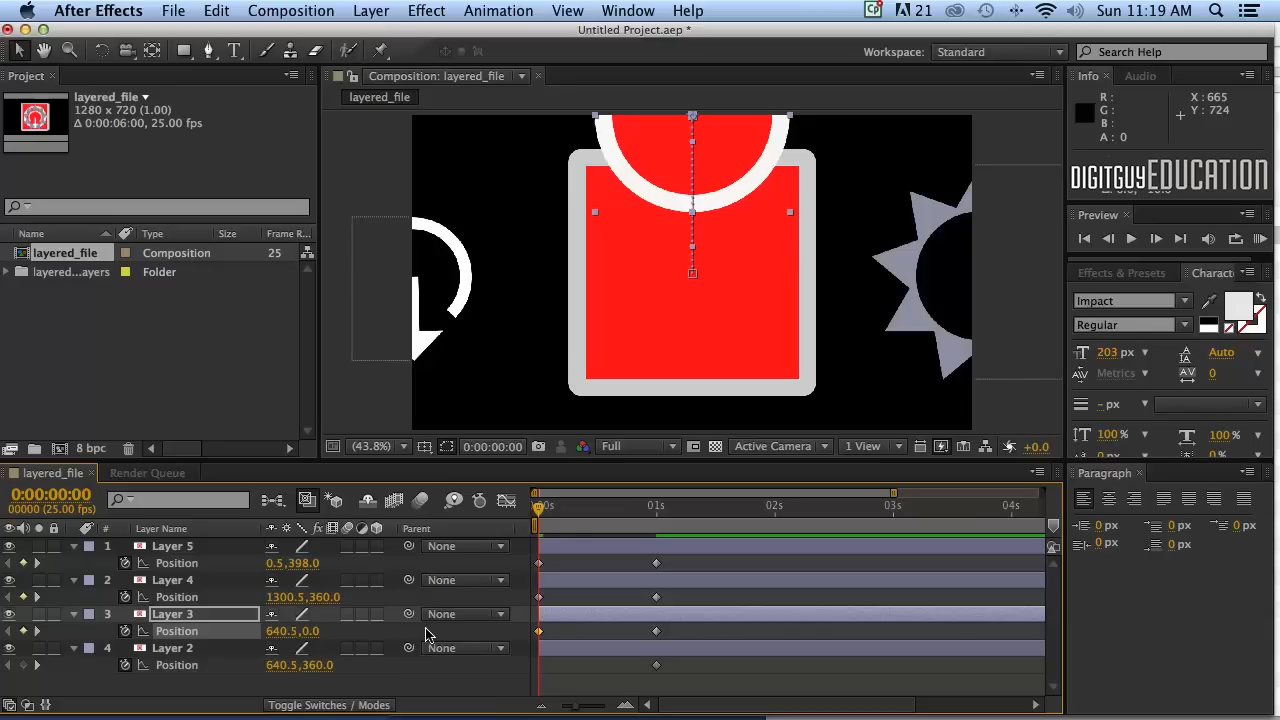 After Effects File Edit Composition Layer Effect Animation View Window Help 21 Sun 11:19 AM
Untitled Project.aep *
Workspace: Standard Search Help
Project
layered_file
1280 x 720 (1.00)
Δ 0:00:06:00, 25.00 fps
Name Type Size Frame R...
layered_file Composition 25
layered...ayers Folder
8 bpc
Composition: layered_file
layered_file
(43.8%) 0:00:00:00 Full Active Camera 1 View +0.0
Info Audio
R :
G :
B :
A : 0
X : 665
Y : 724
DIGITGUYEDUCATION
Preview
Effects & Presets Charact
Impact
Regular
203 px Auto
Metrics 0
- px
100 % 100 %
layered_file Render Queue
0:00:00:00
00000 (25.00 fps)
# Layer Name Parent
00s 01s 02s 03s 04s
1 Layer 5 None
Position 0.5,398.0
2 Layer 4 None
Position 1300.5,360.0
3 Layer 3 None
Position 640.5,0.0
4 Layer 2 None
Position 640.5,360.0
Toggle Switches / Modes
Paragraph
0 px 0 px 0 px
0 px 0 px